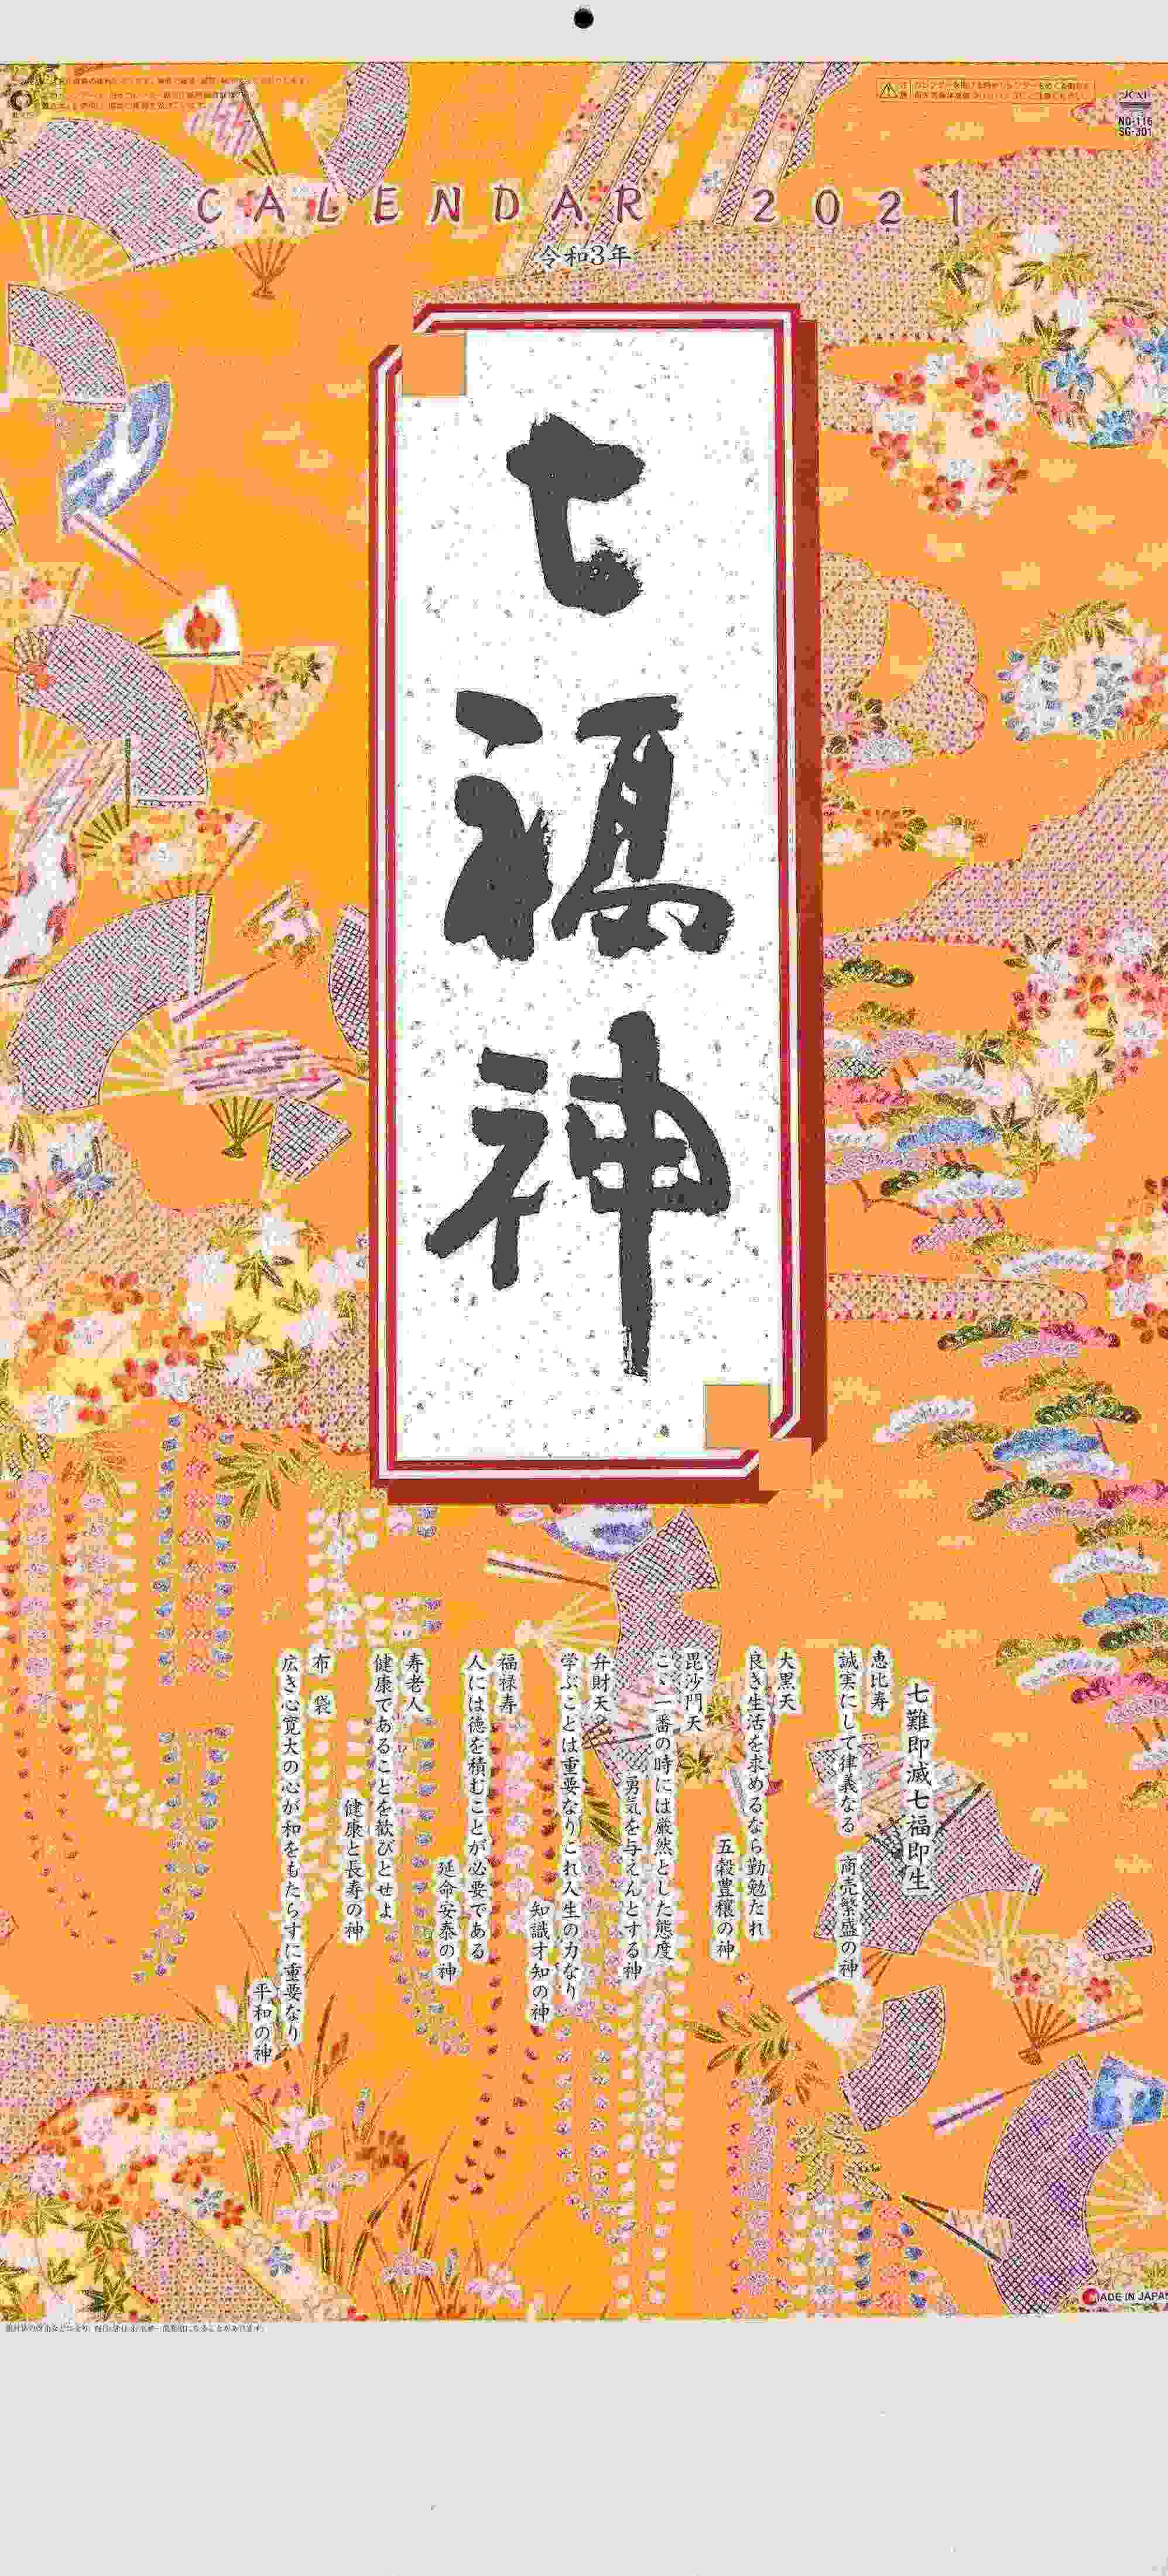 JCAL
NB-116
SG-301
CALENDAR 2021
令和3年
七福神
七難即滅七福即生
恵比寿
誠実にして律義なる 商売繁盛の神
大黒天
良き生活を求めるなら勤勉たれ
五穀豊穣の神
毘沙門天
こゝ一番の時には厳然とした態度
勇気を与えんとする神
弁財天
学ぶことは重要なりこれ人生の力なり
知識才知の神
福禄寿
人には徳を積むことが必要である
延命安泰の神
寿老人
健康であることを歓びとせよ
健康と長寿の神
布袋
広き心寛大の心が和をもたらすに重要なり
平和の神
MADE IN JAPAN